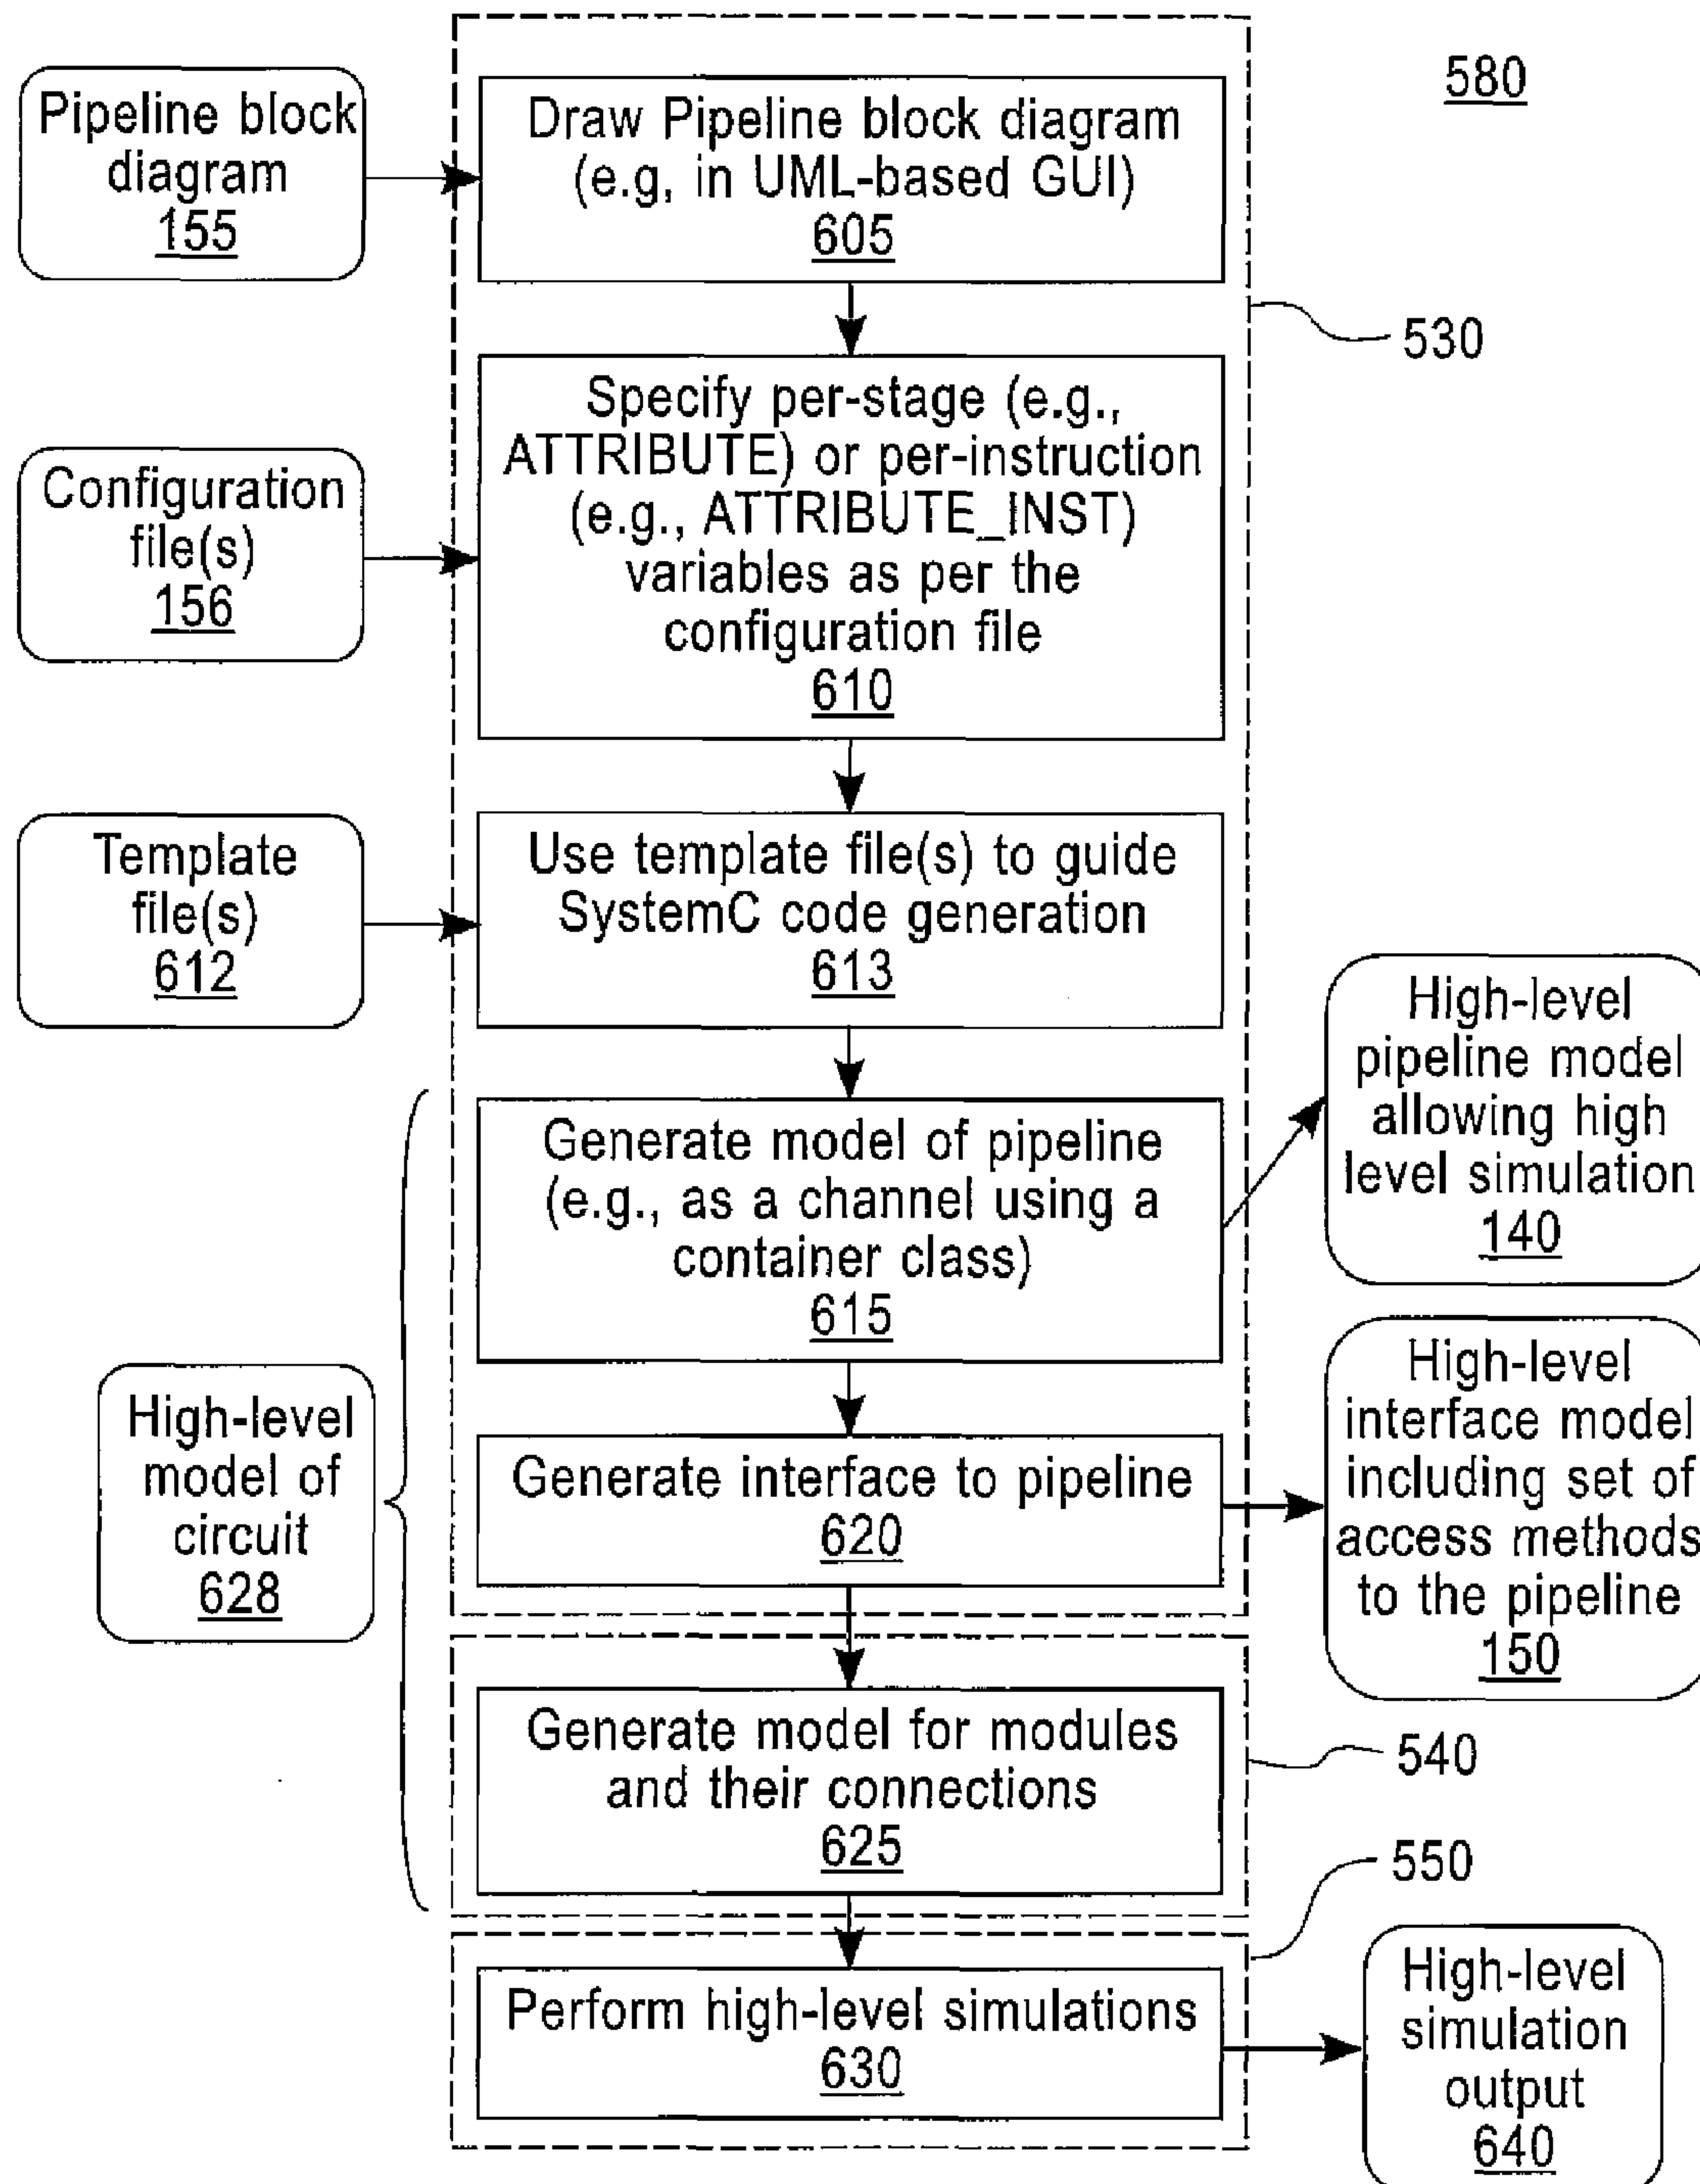 580
Pipeline block
diagram
155
Draw Pipeline block diagram
(e.g, in UML-based GUI)
605
530
Configuration
file(s)
156
Specify per-stage (e.g.,
ATTRIBUTE) or per-instruction
(e.g., ATTRIBUTE_INST)
variables as per the
configuration file
610
Template
file(s)
612
Use template file(s) to guide
SystemC code generation
613
Generate model of pipeline
(e.g., as a channel using a
container class)
615
High-level
pipeline model
allowing high
level simulation
140
High-level
model of
circuit
628
Generate interface to pipeline
620
High-level
interface model
including set of
access methods
to the pipeline
150
Generate model for modules
and their connections
625
540
550
Perform high-level simulations
630
High-level
simulation
output
640